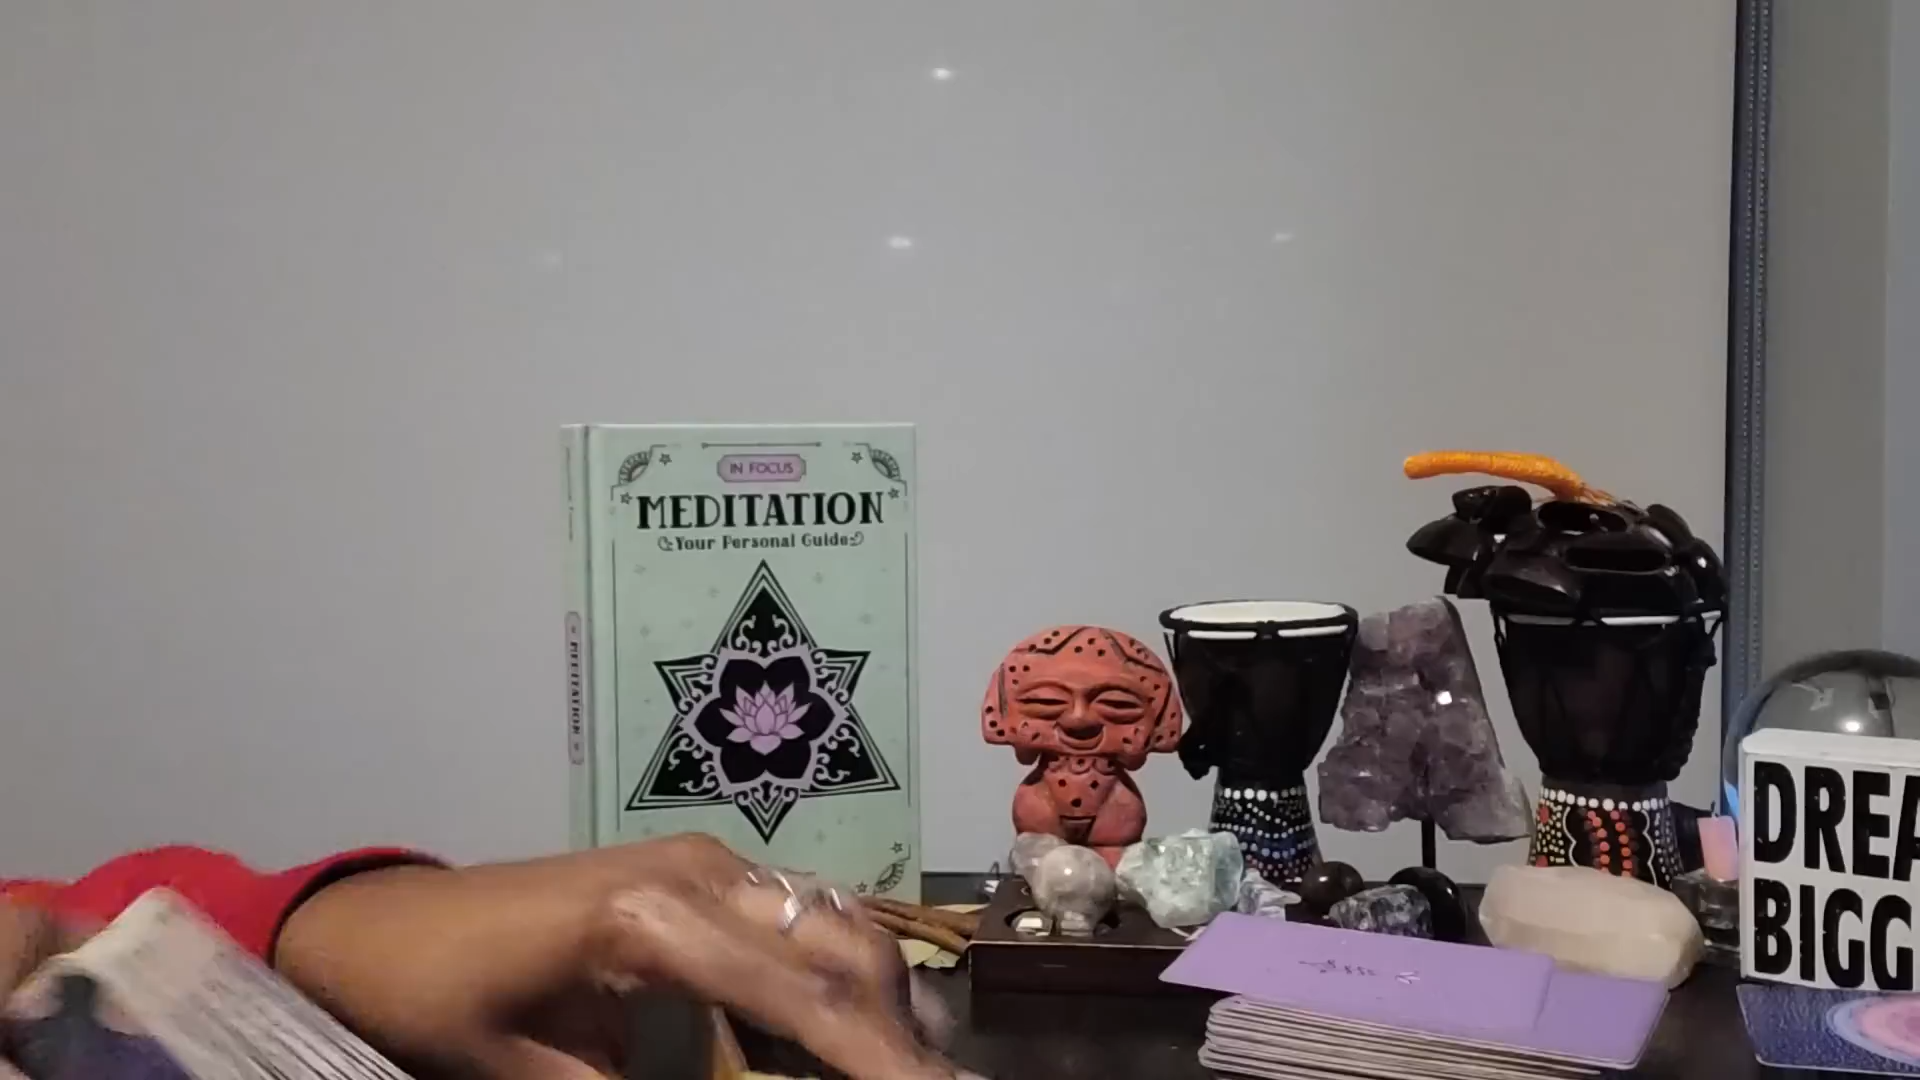 IN FOCUS
MEDITATION
Your Personal Guide
MEDITATION
DREA
BIGG